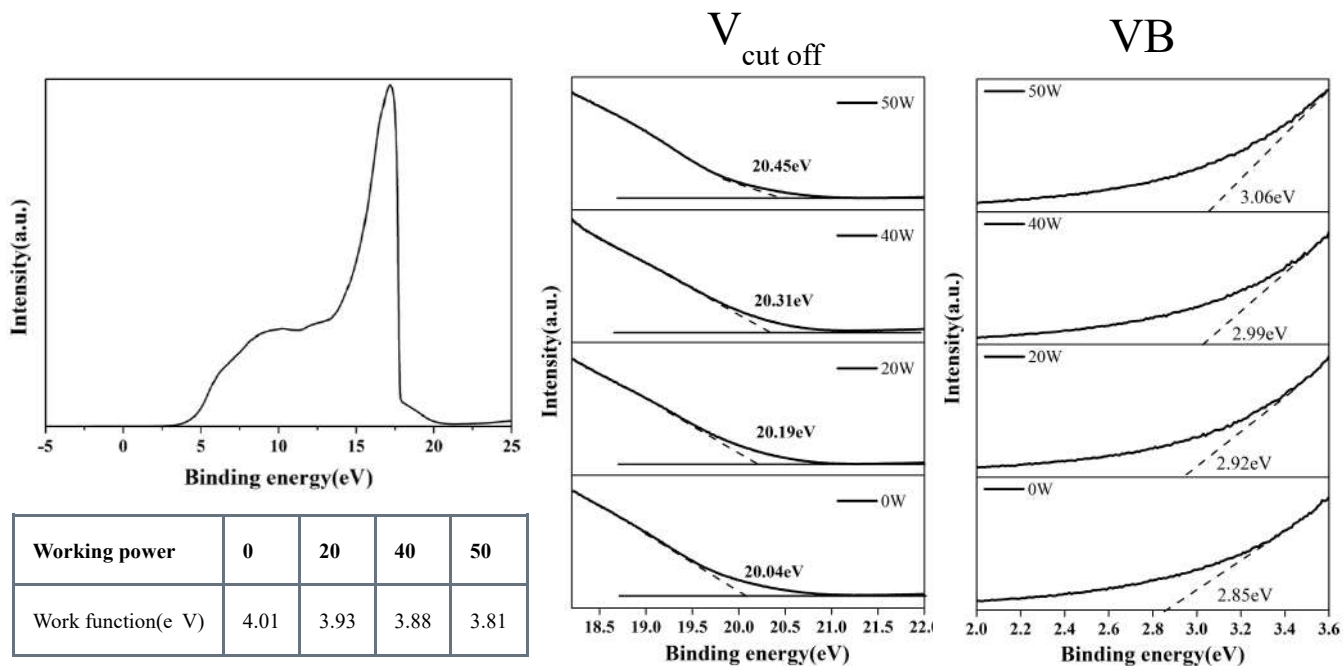 V cut off
VB
Intensity(a.u.)
-5 0 5 10 15 20 25
Binding energy(eV)
Working power 0 20 40 50
Work function(e V) 4.01 3.93 3.88 3.81
Intensity(a.u.)
Intensity(a.u.)
50W
20.45eV
40W
20.31eV
20W
20.19eV
0W
20.04eV
18.5 19.0 19.5 20.0 20.5 21.0 21.5 22.0
Binding energy(eV)
Intensity(a.u.)
Intensity(a.u.)
50W
3.06eV
40W
2.99eV
20W
2.92eV
0W
2.85eV
2.0 2.2 2.4 2.6 2.8 3.0 3.2 3.4 3.6
Binding energy(eV)